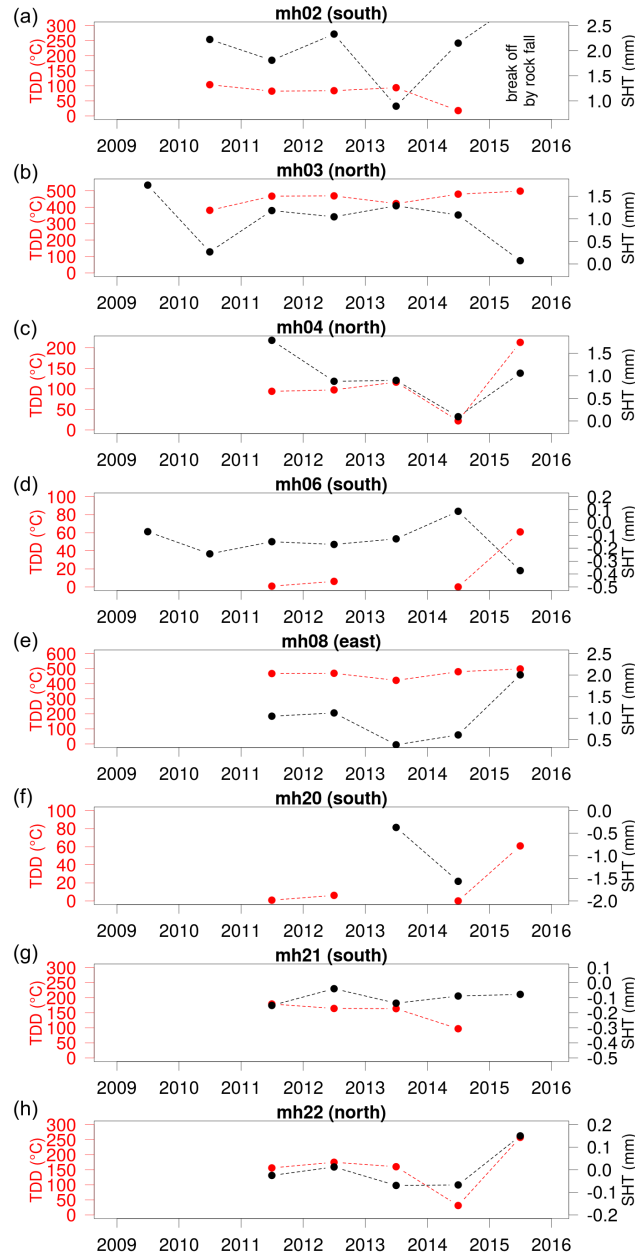 (a) mh02 (south)
TDD (°C)
300
250
200
150
100
50
0
2.5
2.0
1.5
1.0
SHT (mm)
break off
by rock fall
2009 2010 2011 2012 2013 2014 2015 2016
(b) mh03 (north)
TDD (°C)
500
400
300
200
100
0
1.5
1.0
0.5
0.0
SHT (mm)
2009 2010 2011 2012 2013 2014 2015 2016
(c) mh04 (north)
TDD (°C)
200
150
100
50
0
1.5
1.0
0.5
0.0
SHT (mm)
2009 2010 2011 2012 2013 2014 2015 2016
(d) mh06 (south)
TDD (°C)
100
80
60
40
20
0
0.2
0.1
0.0
-0.1
-0.2
-0.3
-0.4
-0.5
SHT (mm)
2009 2010 2011 2012 2013 2014 2015 2016
(e) mh08 (east)
TDD (°C)
600
500
400
300
200
100
0
2.5
2.0
1.5
1.0
0.5
SHT (mm)
2009 2010 2011 2012 2013 2014 2015 2016
(f) mh20 (south)
TDD (°C)
100
80
60
40
20
0
0.0
-0.5
-1.0
-1.5
-2.0
SHT (mm)
2009 2010 2011 2012 2013 2014 2015 2016
(g) mh21 (south)
TDD (°C)
300
250
200
150
100
50
0
0.1
0.0
-0.1
-0.2
-0.3
-0.4
-0.5
SHT (mm)
2009 2010 2011 2012 2013 2014 2015 2016
(h) mh22 (north)
TDD (°C)
300
250
200
150
100
50
0
0.2
0.1
0.0
-0.1
-0.2
SHT (mm)
2009 2010 2011 2012 2013 2014 2015 2016